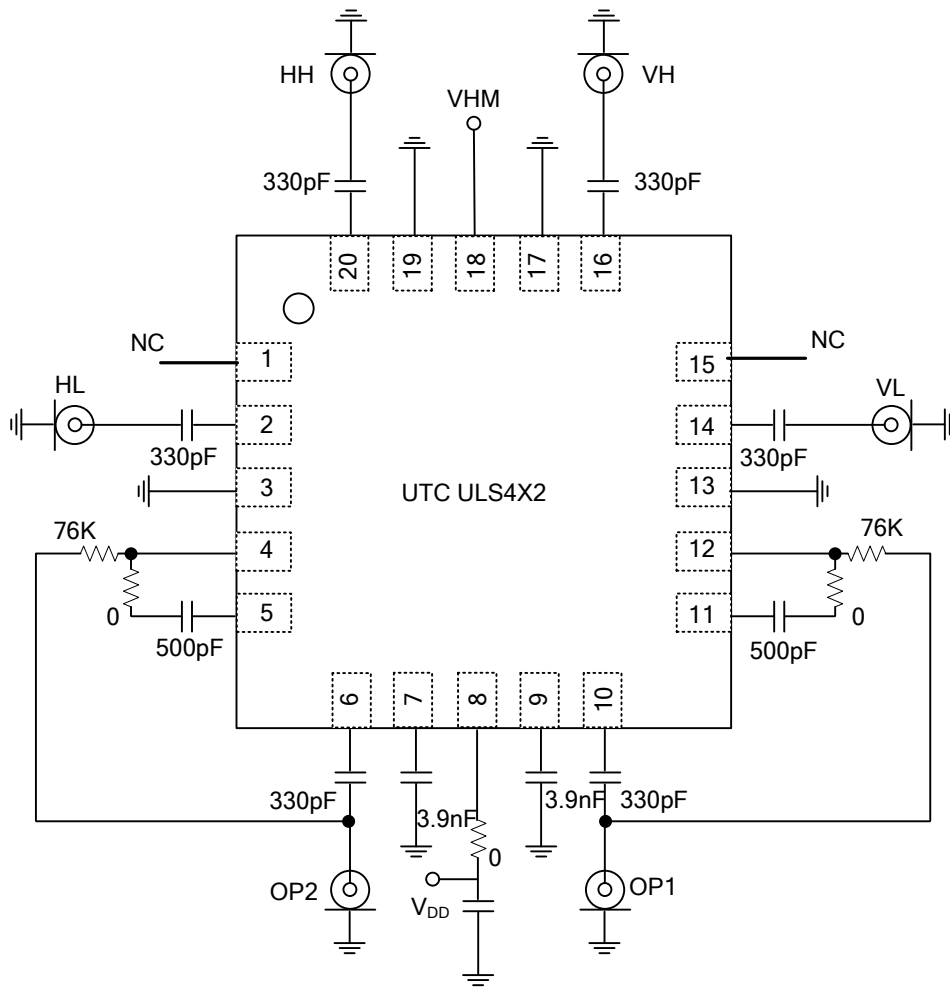 HH
VH
VHM
330pF
330pF
20
19
18
17
16
NC
1
15
NC
HL
2
14
VL
330pF
330pF
3
UTC ULS4X2
13
76K
4
12
76K
0
5
11
0
500pF
500pF
6
7
8
9
10
330pF
3.9nF
3.9nF
330pF
0
OP2
VDD
OP1